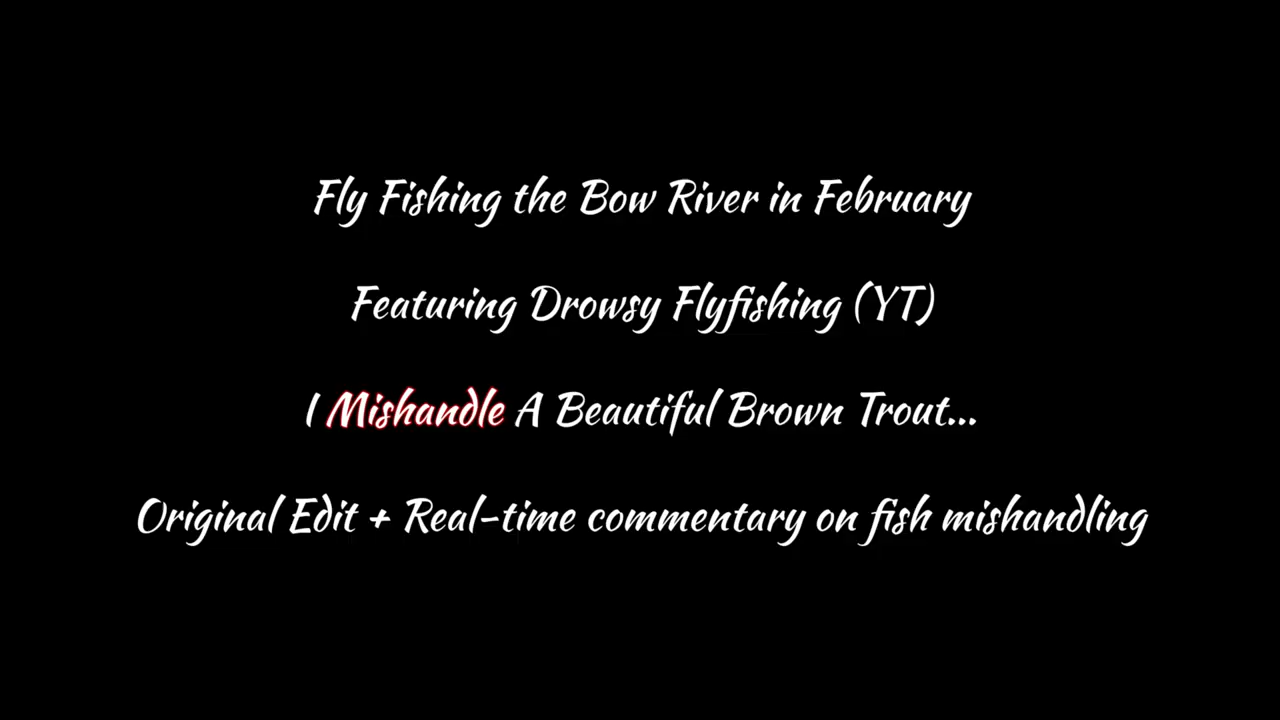 Fly Fishing the Bow River in February
Featuring Drowsy Flyfishing (YT)
I Mishandle A Beautiful Brown Trout...
Original Edit + Real-time commentary on fish mishandling